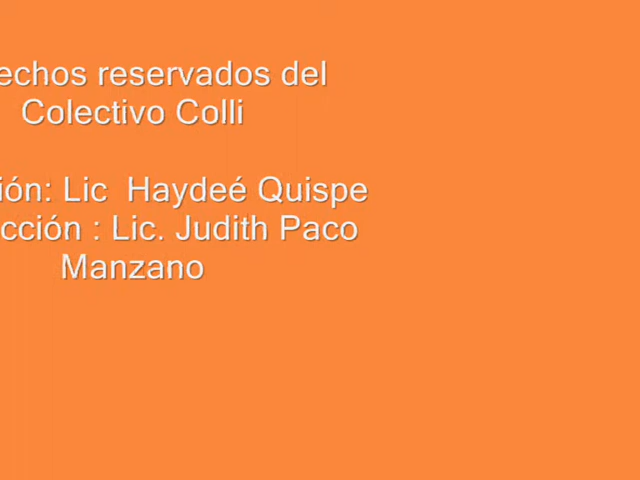 echos reservados del
Colectivo Colli
ión: Lic Haydeé Quispe
cción : Lic. Judith Paco
Manzano